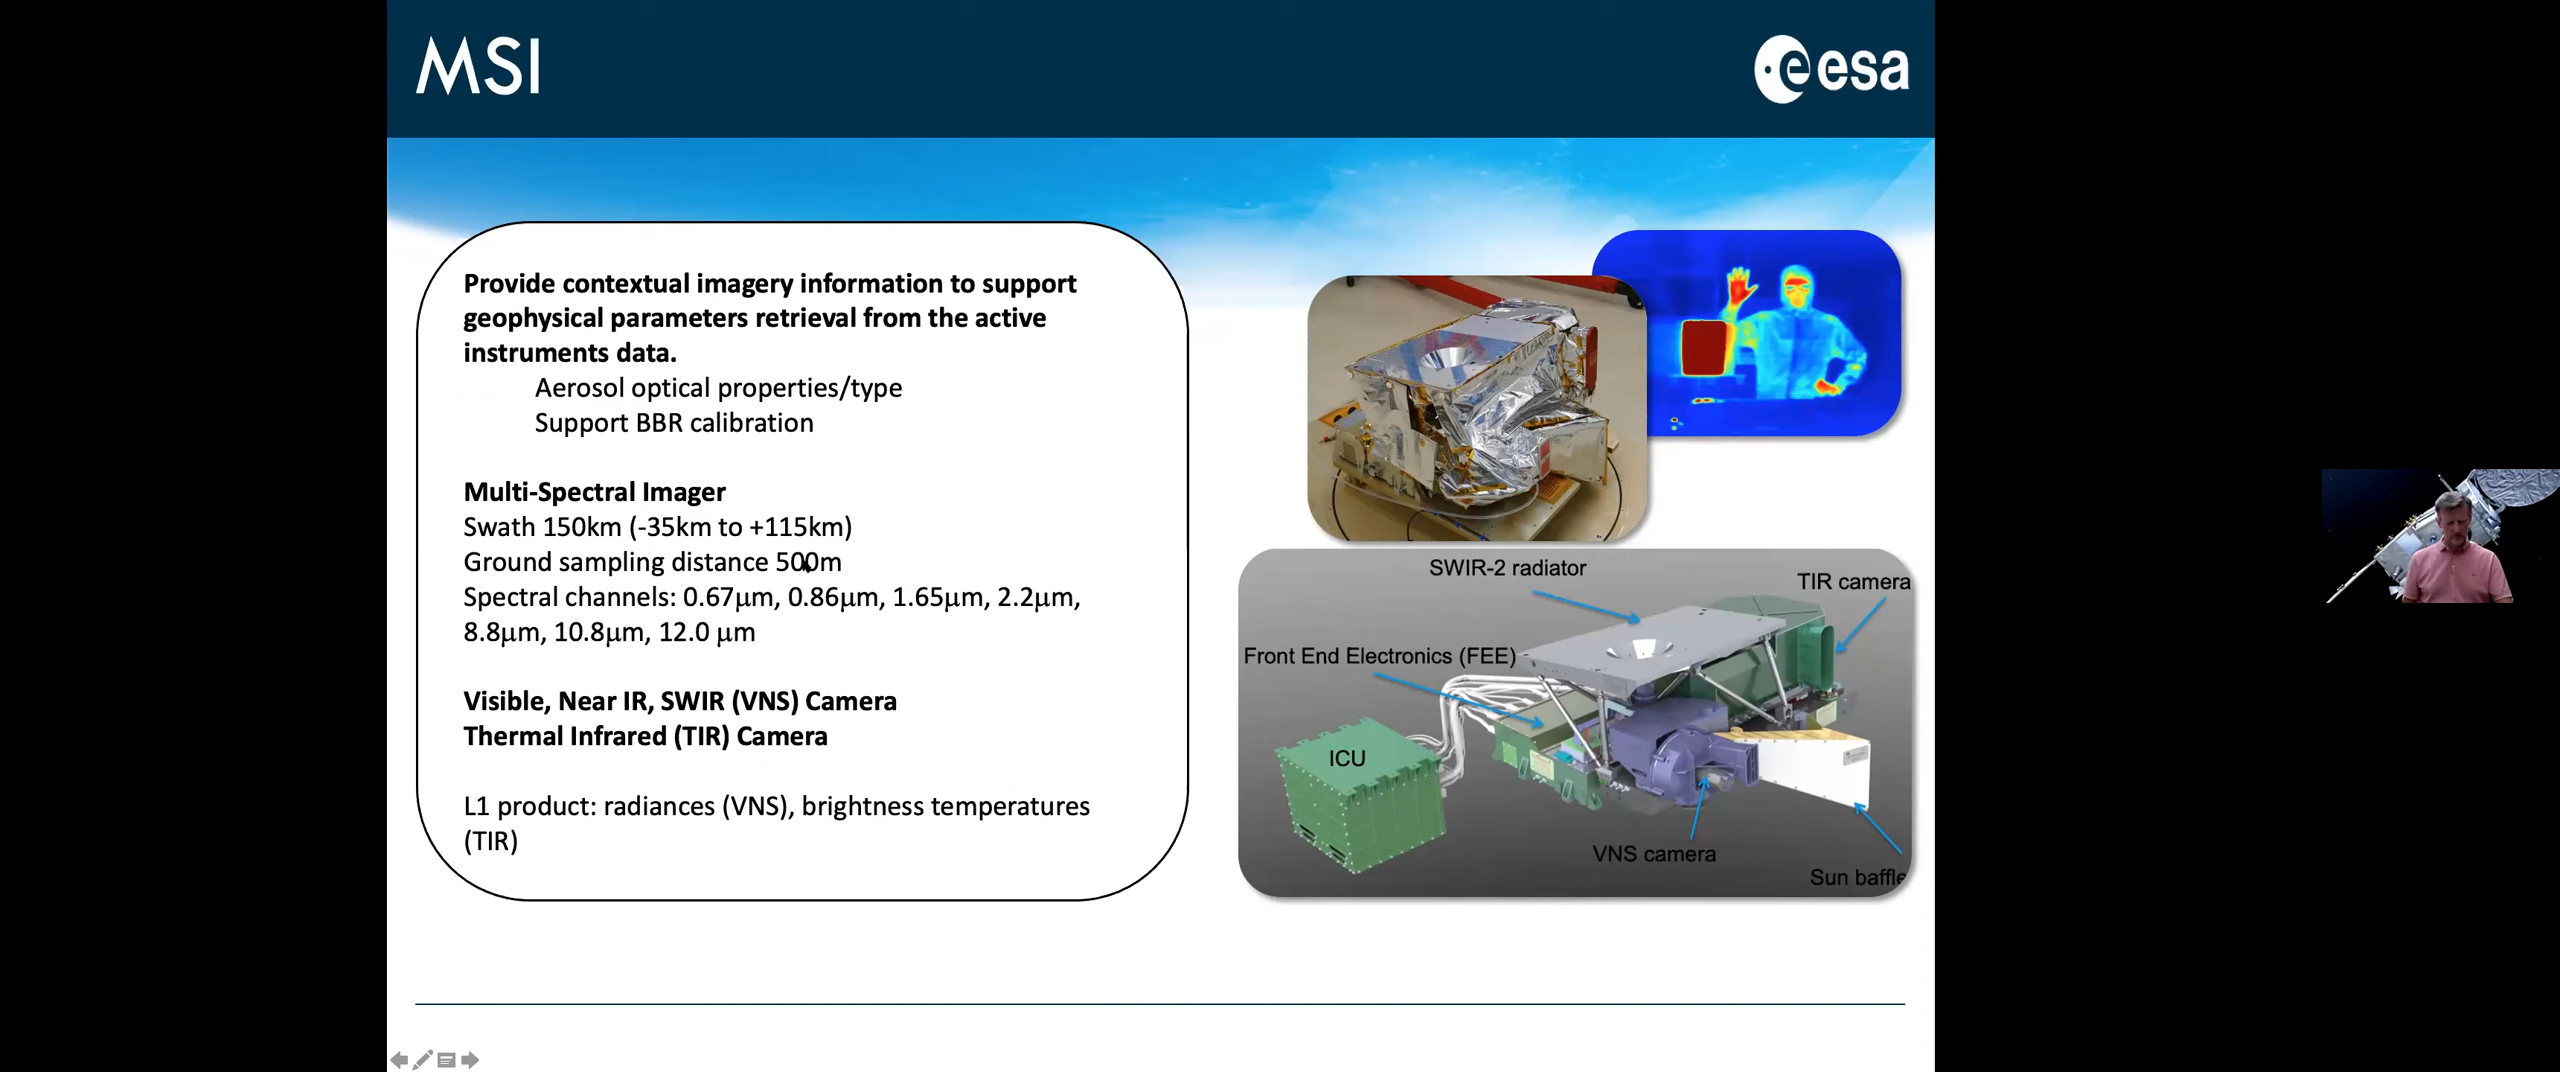 MSI
esa
Provide contextual imagery information to support
geophysical parameters retrieval from the active
instruments data.
Aerosol optical properties/type
Support BBR calibration
Multi-Spectral Imager
Swath 150km (-35km to +115km)
Ground sampling distance 500m
Spectral channels: 0.67µm, 0.86µm, 1.65µm, 2.2µm,
8.8µm, 10.8µm, 12.0 µm
Visible, Near IR, SWIR (VNS) Camera
Thermal Infrared (TIR) Camera
L1 product: radiances (VNS), brightness temperatures
(TIR)
SWIR-2 radiator
TIR camera
Front End Electronics (FEE)
ICU
VNS camera
Sun baffle